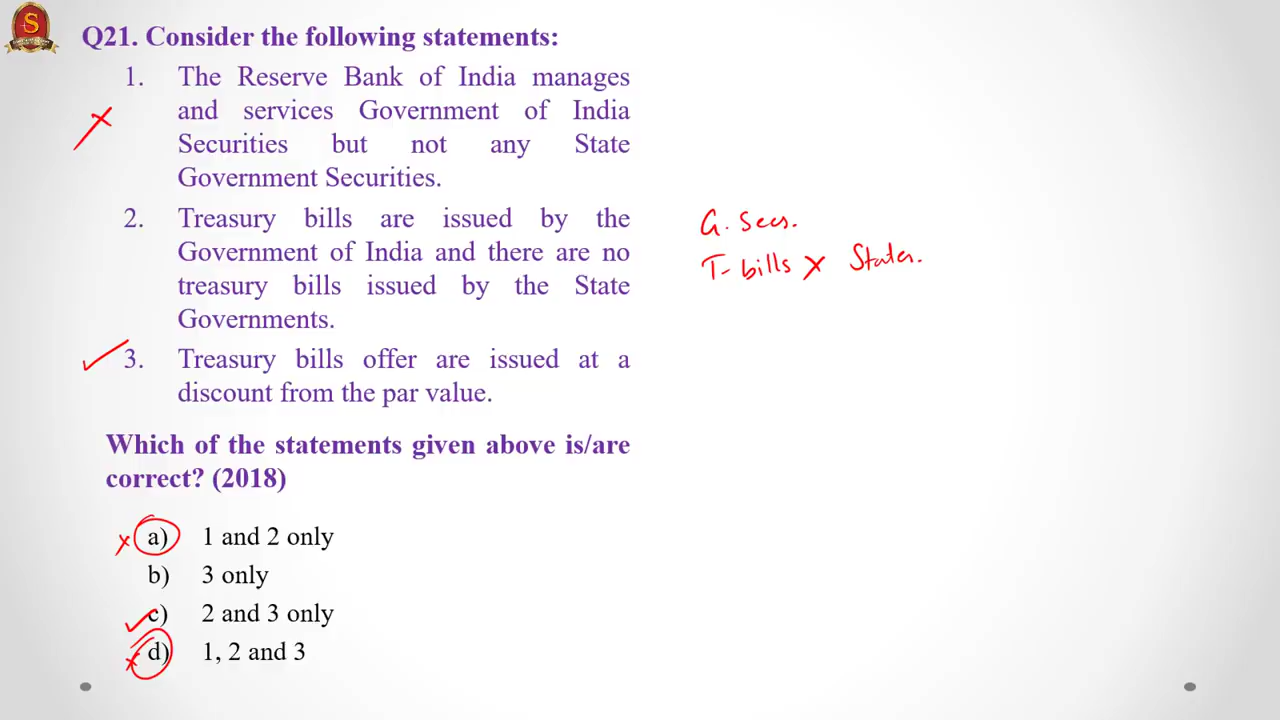 S
Q21. Consider the following statements:
1. The Reserve Bank of India manages
and services Government of India
Securities but not any State
Government Securities.
2. Treasury bills are issued by the
Government of India and there are no
treasury bills issued by the State
Governments.
3. Treasury bills offer are issued at a
discount from the par value.
Which of the statements given above is/are
correct? (2018)
a) 1 and 2 only
b) 3 only
c) 2 and 3 only
d) 1, 2 and 3
G. Secs.
T-bills X States.